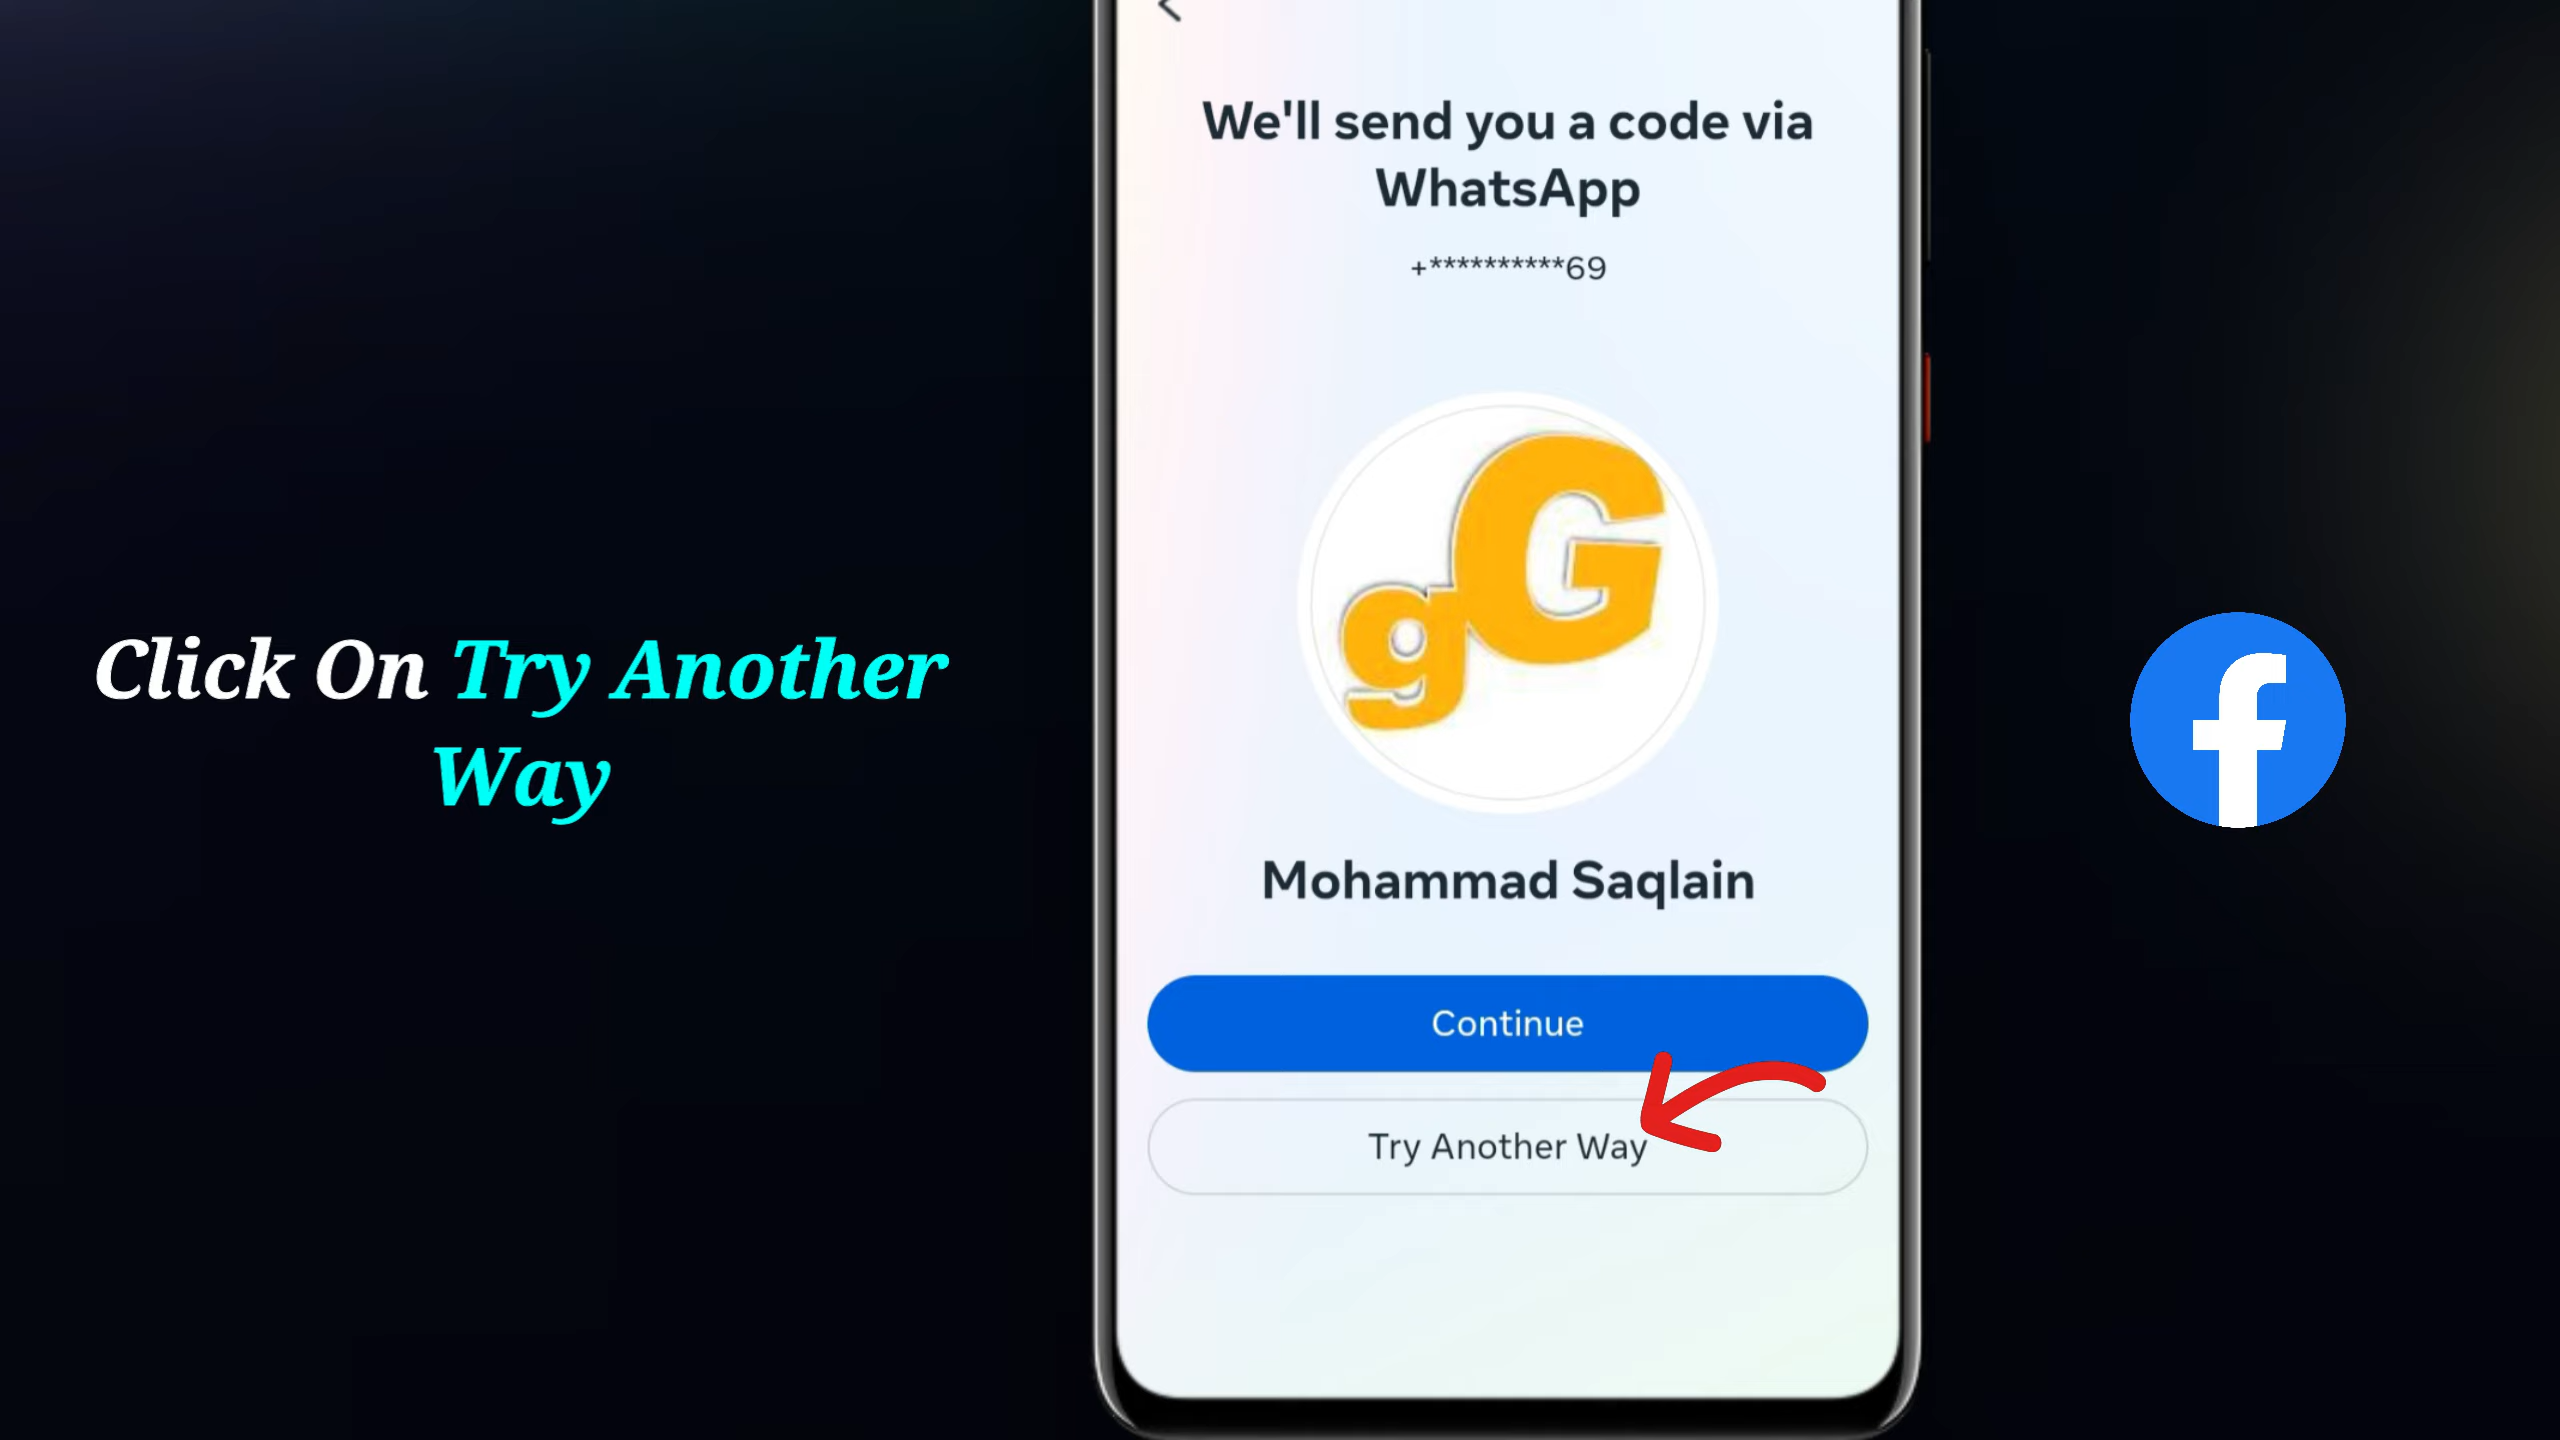 Click On Try Another
Way
We'll send you a code via
WhatsApp
+**********69
gG
Mohammad Saqlain
Continue
Try Another Way
f